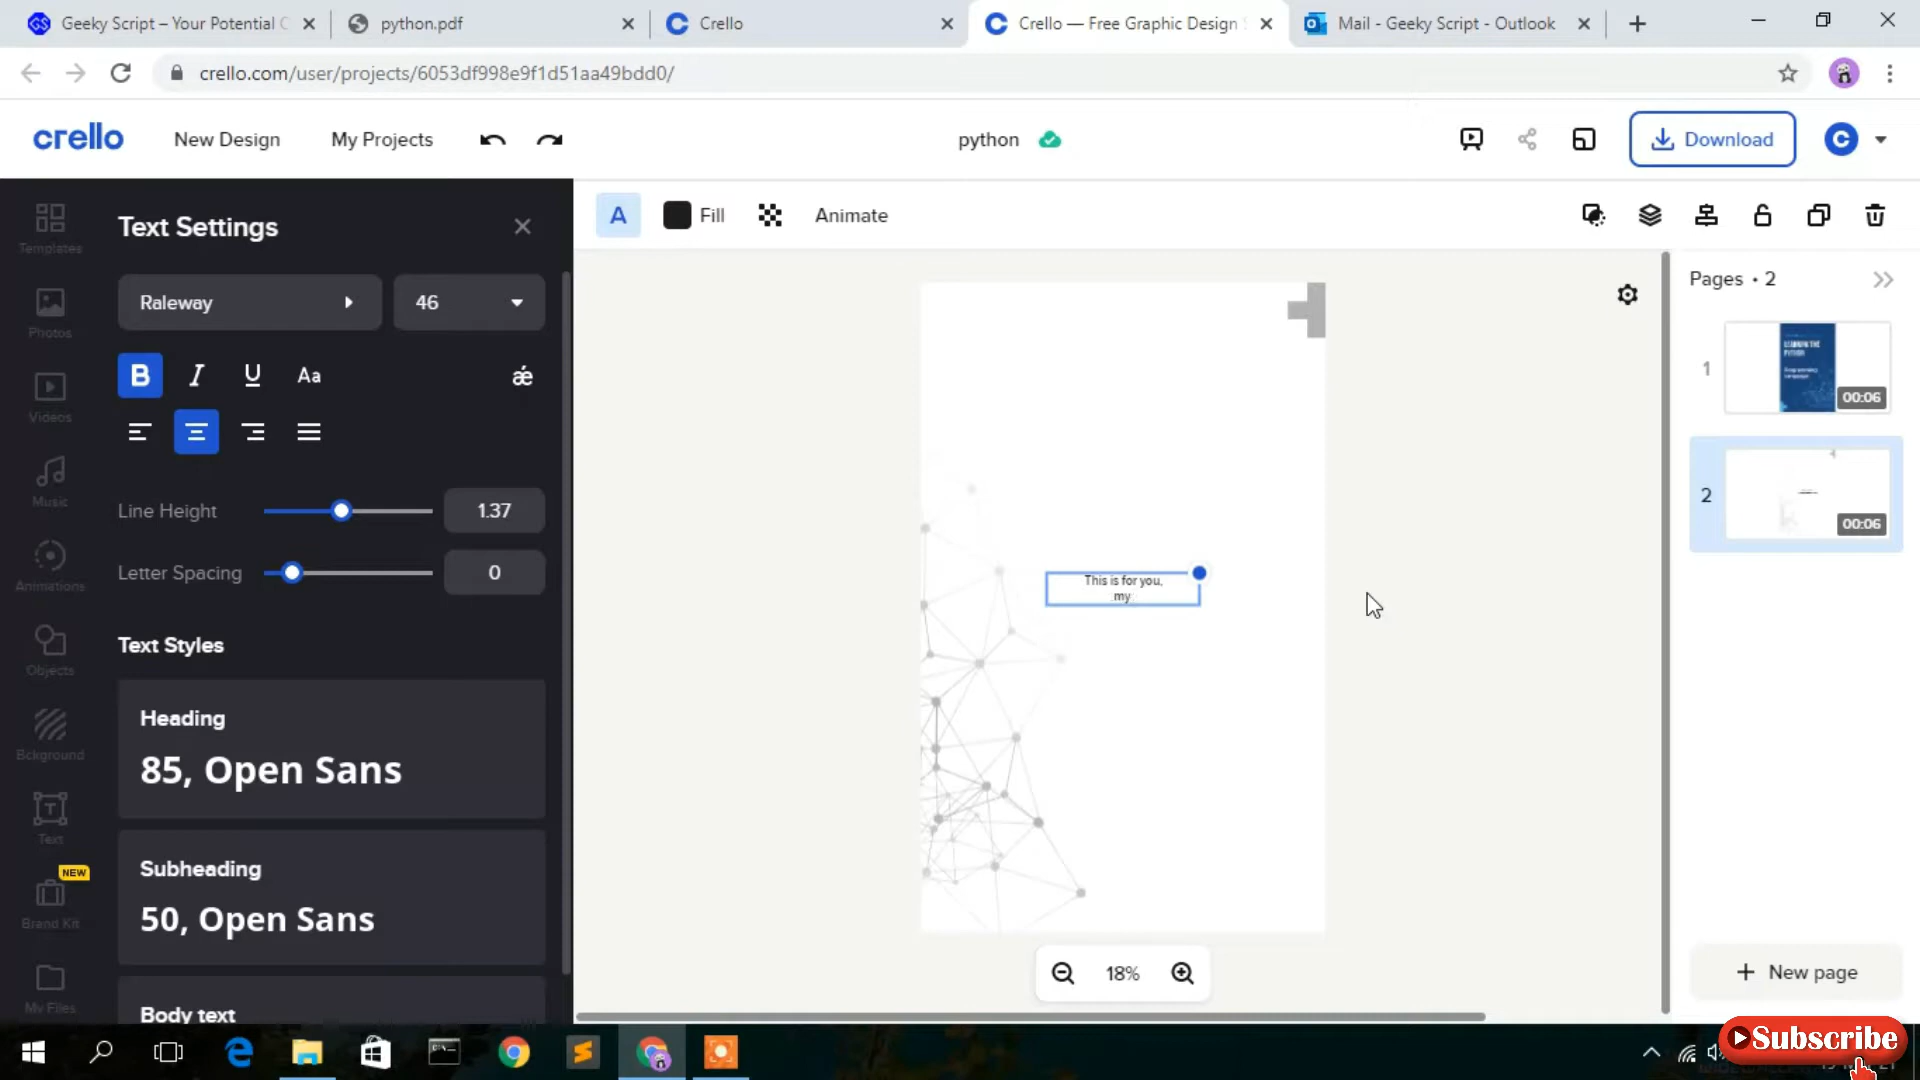 Geeky Script – Your Potential
python.pdf
Crello
Crello — Free Graphic Design
Mail - Geeky Script - Outlook
crello.com/user/projects/6053df998e9f1d51aa49bdd0/
crello
New Design
My Projects
python
Download
C
Templates
Photos
Videos
Music
Animations
Objects
Bckground
Text
NEW
Brand Kit
My Files
Text Settings
Raleway
46
B
I
U
Aa
ǽ
Line Height
1.37
Letter Spacing
0
Text Styles
Heading
85, Open Sans
Subheading
50, Open Sans
Body text
A
Fill
Animate
This is for you,
my
18%
Pages • 2
1
LEARNING THE
PYTHON
00:06
2
00:06
New page
Subscribe